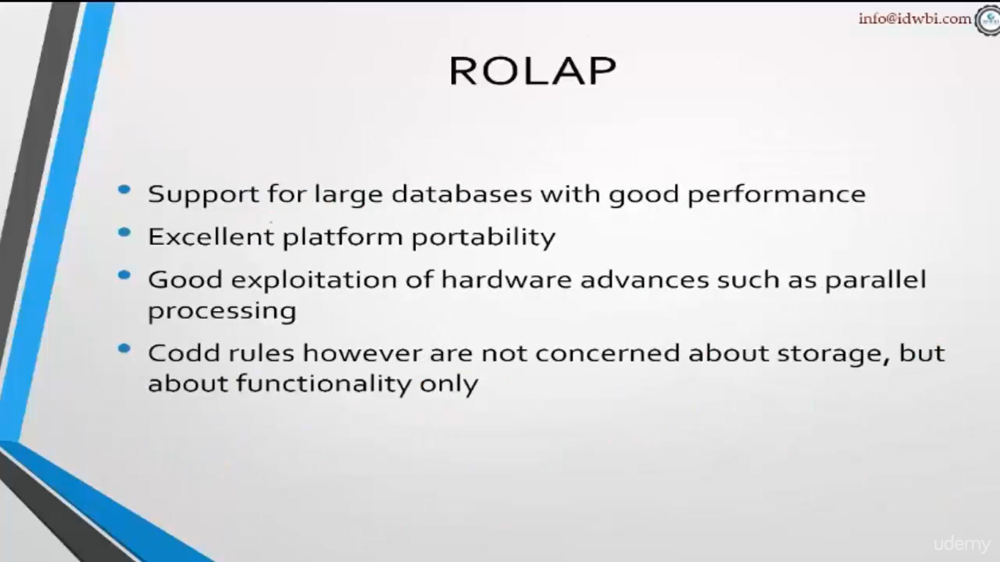 info@idwbi.com
ROLAP
• Support for large databases with good performance
• Excellent platform portability
• Good exploitation of hardware advances such as parallel
processing
• Codd rules however are not concerned about storage, but
about functionality only
udemy